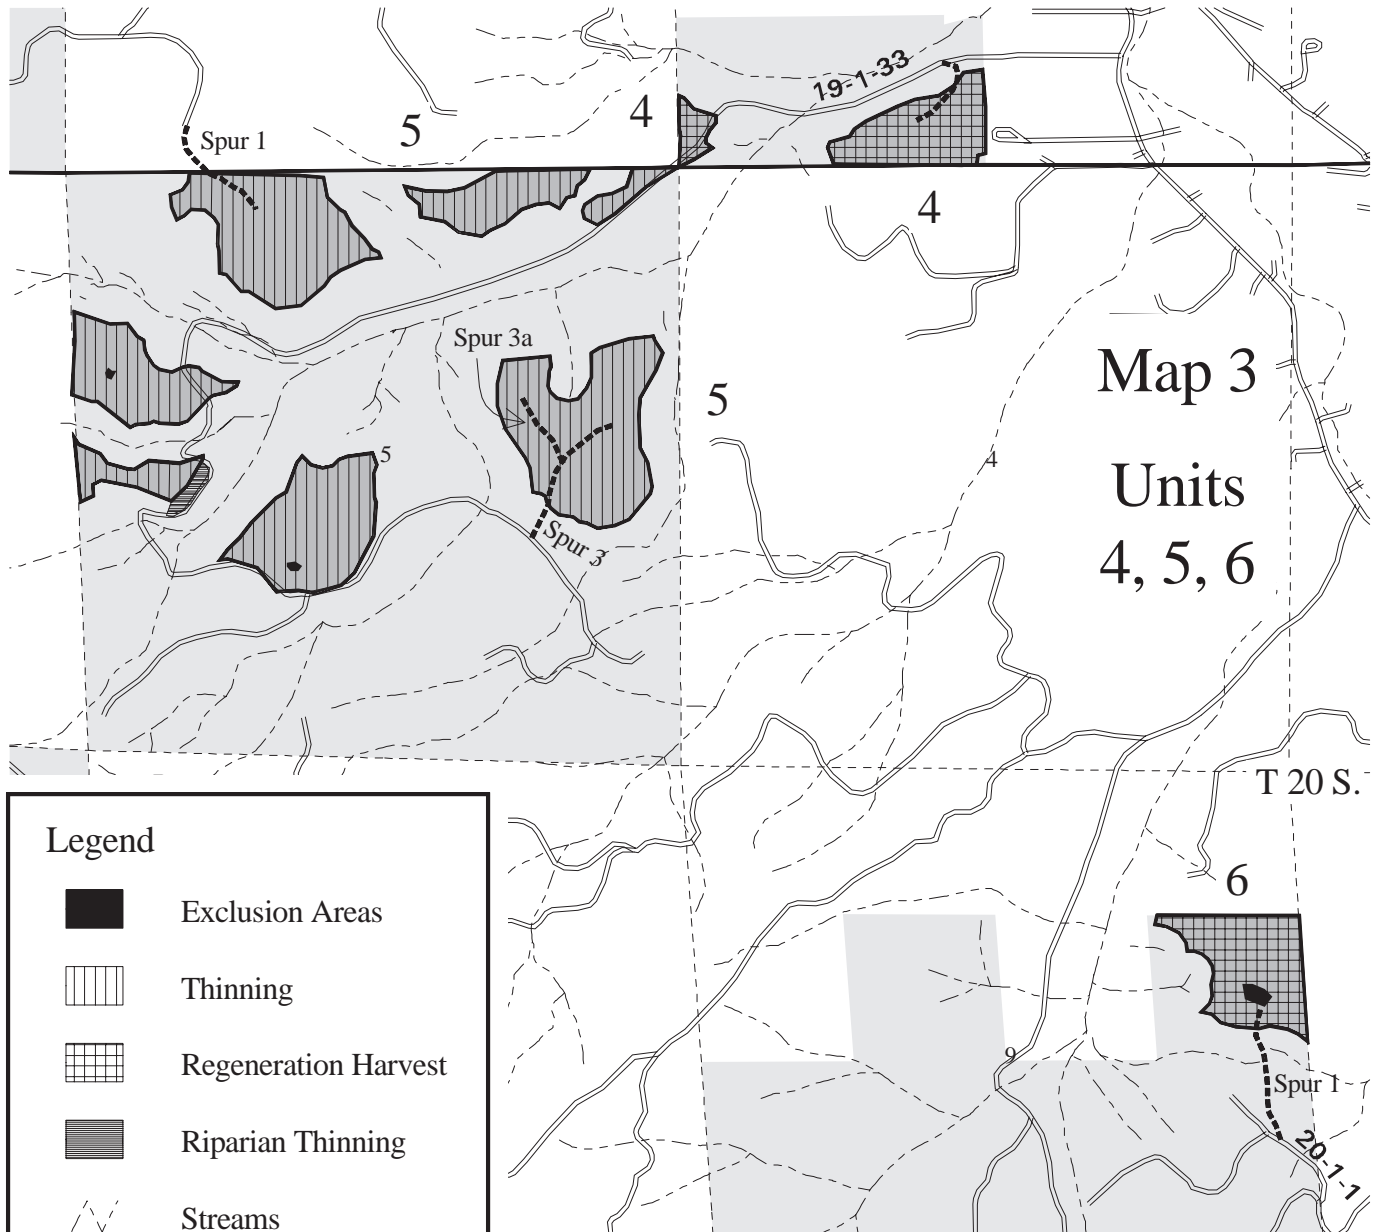 19-1-33
4
5
Spur 1
4
Spur 3a
5
Map 3
Units
4, 5, 6
5
4
Spur 3
T 20 S.
6
9
Spur 1
20-1-1
Legend
Exclusion Areas
Thinning
Regeneration Harvest
Riparian Thinning
Streams